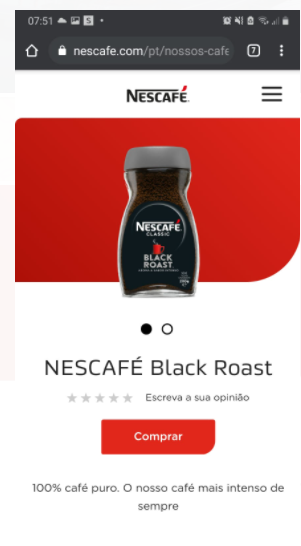 07:51
nescafe.com/pt/nossos-cafe
7
NESCAFÉ.
NESCAFÉ
CLASSIC
BLACK
ROAST
NESCAFÉ Black Roast
Escreva a sua opinião
Comprar
100% café puro. O nosso café mais intenso de
sempre